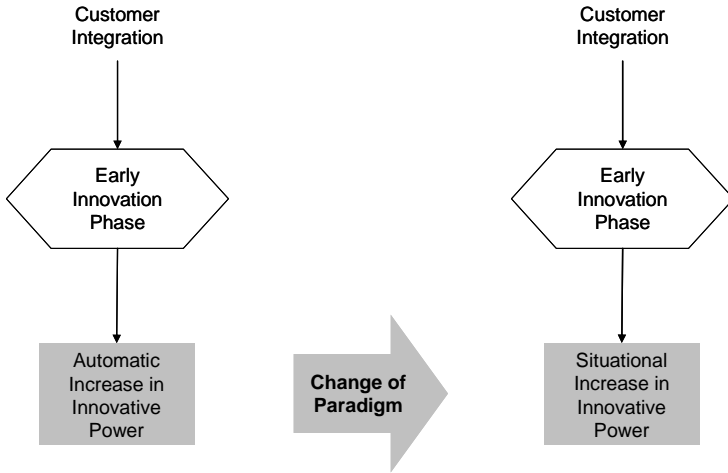 Customer
Integration
Early
Innovation
Phase
Automatic
Increase in
Innovative
Power
Change of
Paradigm
Customer
Integration
Early
Innovation
Phase
Situational
Increase in
Innovative
Power